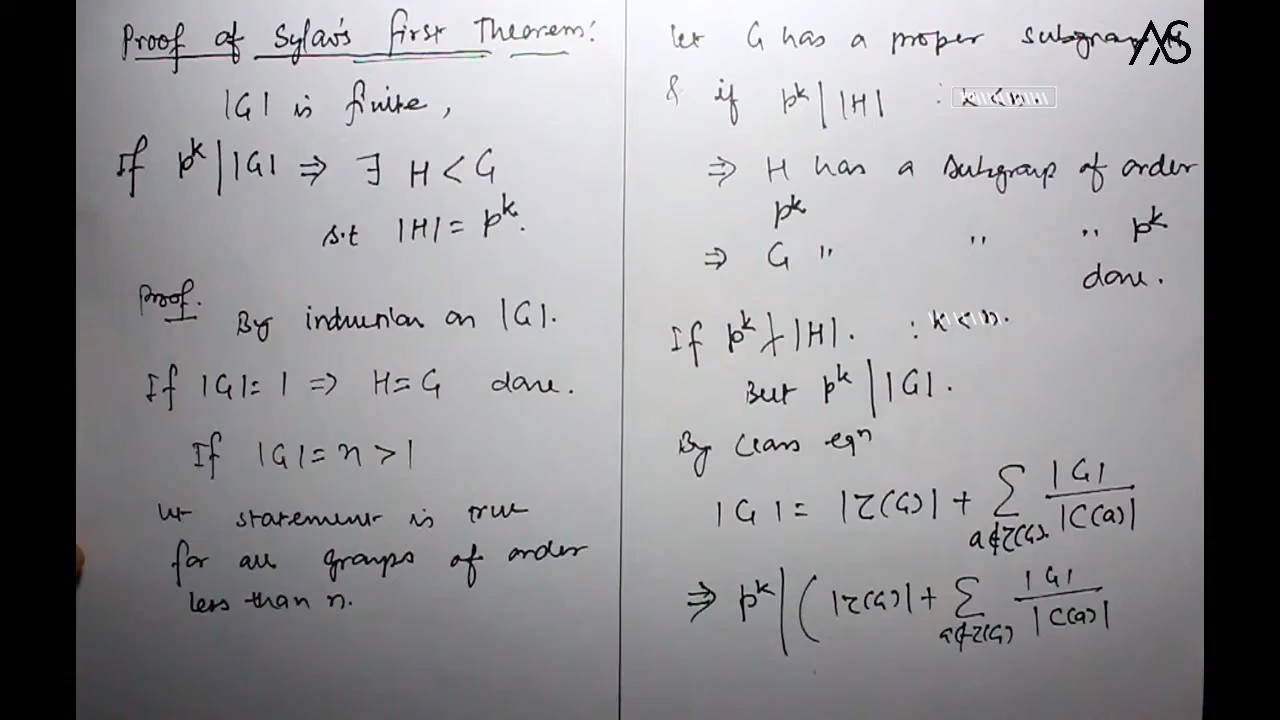 Proof of Sylow's first Theorem:
|G| is finite,
If p^k | |G| ⇒ ∃ H < G
s.t |H| = p^k.
Proof.
By induction on |G|.
If |G| = 1 ⇒ H = G done.
If |G| = n > 1
let statement is true
for all groups of order
less than n.
let G has a proper subgroup H
& if p^k | |H| : k < n.
⇒ H has a subgroup of order
p^k
⇒ G " " " p^k
done.
If p^k ∤ |H|. : k < n.
But p^k | |G|.
By class eqn
|G| = |Z(G)| + ∑ |G| / |C(a)|
a∉Z(G).
⇒ p^k | ( |Z(G)| + ∑ |G| / |C(a)|
a∉Z(G)
AS